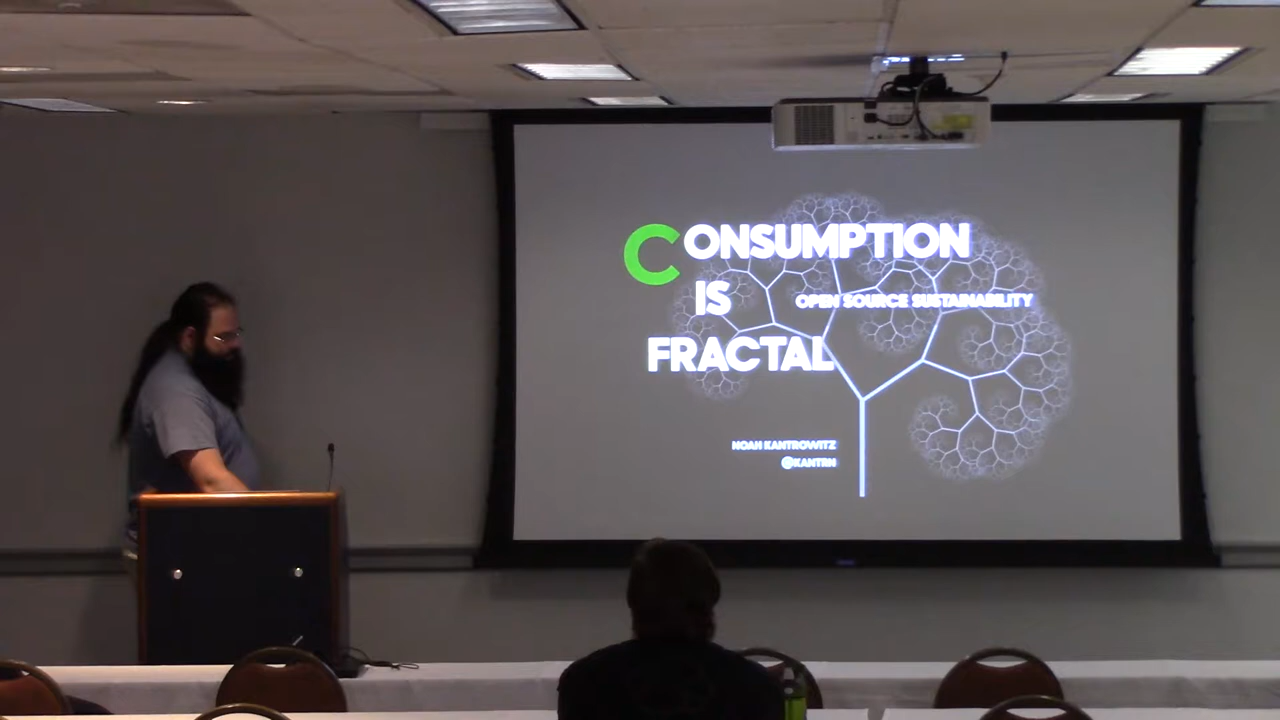 CONSUMPTION
IS
OPEN SOURCE SUSTAINABILITY
FRACTAL
NOAH KANTROWITZ
@KANTRN